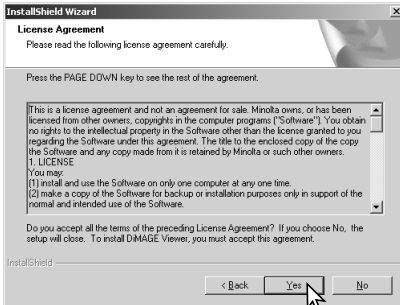 InstallShield Wizard
License Agreement
Please read the following license agreement carefully.
Press the PAGE DOWN key to see the rest of the agreement.
This is a license agreement and not an agreement for sale. Minolta owns, or has been
licensed from other owners, copyrights in the computer programs ("Software"). You obtain
no rights to the intellectual property in the Software other than the license granted to you
regarding the Software under this agreement. The title to the enclosed copy of the copy
the Software and any copy made from it is retained by Minolta or such other owners.
1. LICENSE
You may:
(1) install and use the Software on only one computer at any one time.
(2) make a copy of the Software for backup or installation purposes only in support of the
normal and intended use of the Software.
Do you accept all the terms of the preceding License Agreement? If you choose No, the
setup will close. To install DiMAGE Viewer, you must accept this agreement.
InstallShield
< Back Yes No